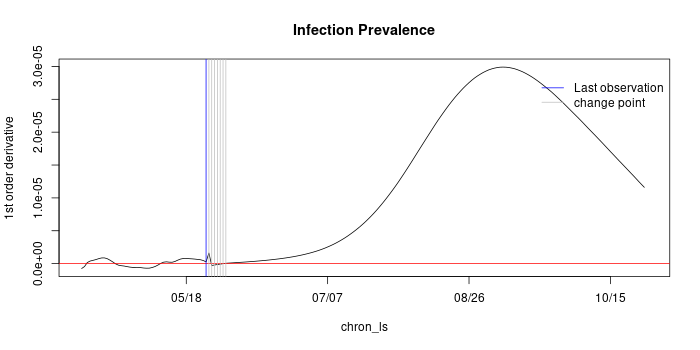 Infection Prevalence
1st order derivative
3.0e-05
2.0e-05
1.0e-05
0.0e+00
Last observation
change point
05/18 07/07 08/26 10/15
chron_ls